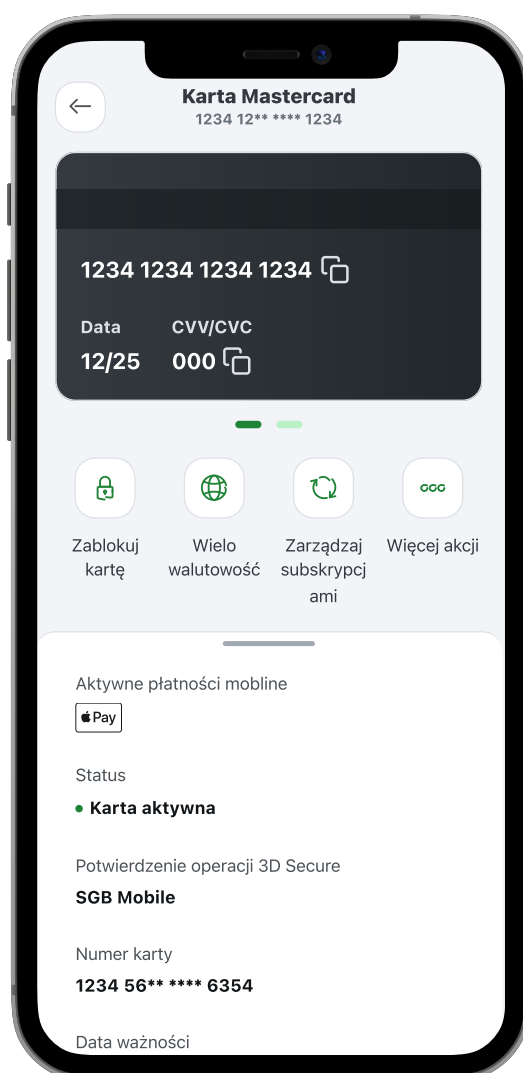 Karta Mastercard
1234 12** **** 1234
1234 1234 1234 1234
Data CVV/CVC
12/25 000
Zablokuj kartę
Wielo walutowość
Zarządzaj subskrypcj ami
Więcej akcji
Aktywne płatności mobline
Pay
Status
Karta aktywna
Potwierdzenie operacji 3D Secure
SGB Mobile
Numer karty
1234 56** **** 6354
Data ważności